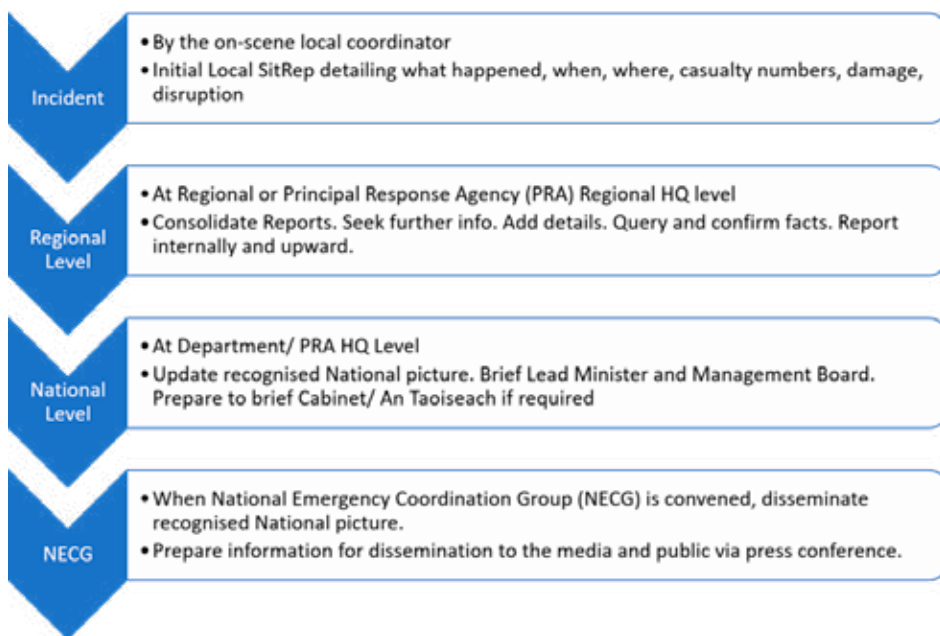 Incident
• By the on-scene local coordinator
• Initial Local SitRep detailing what happened, when, where, casualty numbers, damage,
disruption
Regional
Level
• At Regional or Principal Response Agency (PRA) Regional HQ level
• Consolidate Reports. Seek further info. Add details. Query and confirm facts. Report
internally and upward.
National
Level
• At Department/ PRA HQ Level
• Update recognised National picture. Brief Lead Minister and Management Board.
Prepare to brief Cabinet/ An Taoiseach if required
NECG
• When National Emergency Coordination Group (NECG) is convened, disseminate
recognised National picture.
• Prepare information for dissemination to the media and public via press conference.